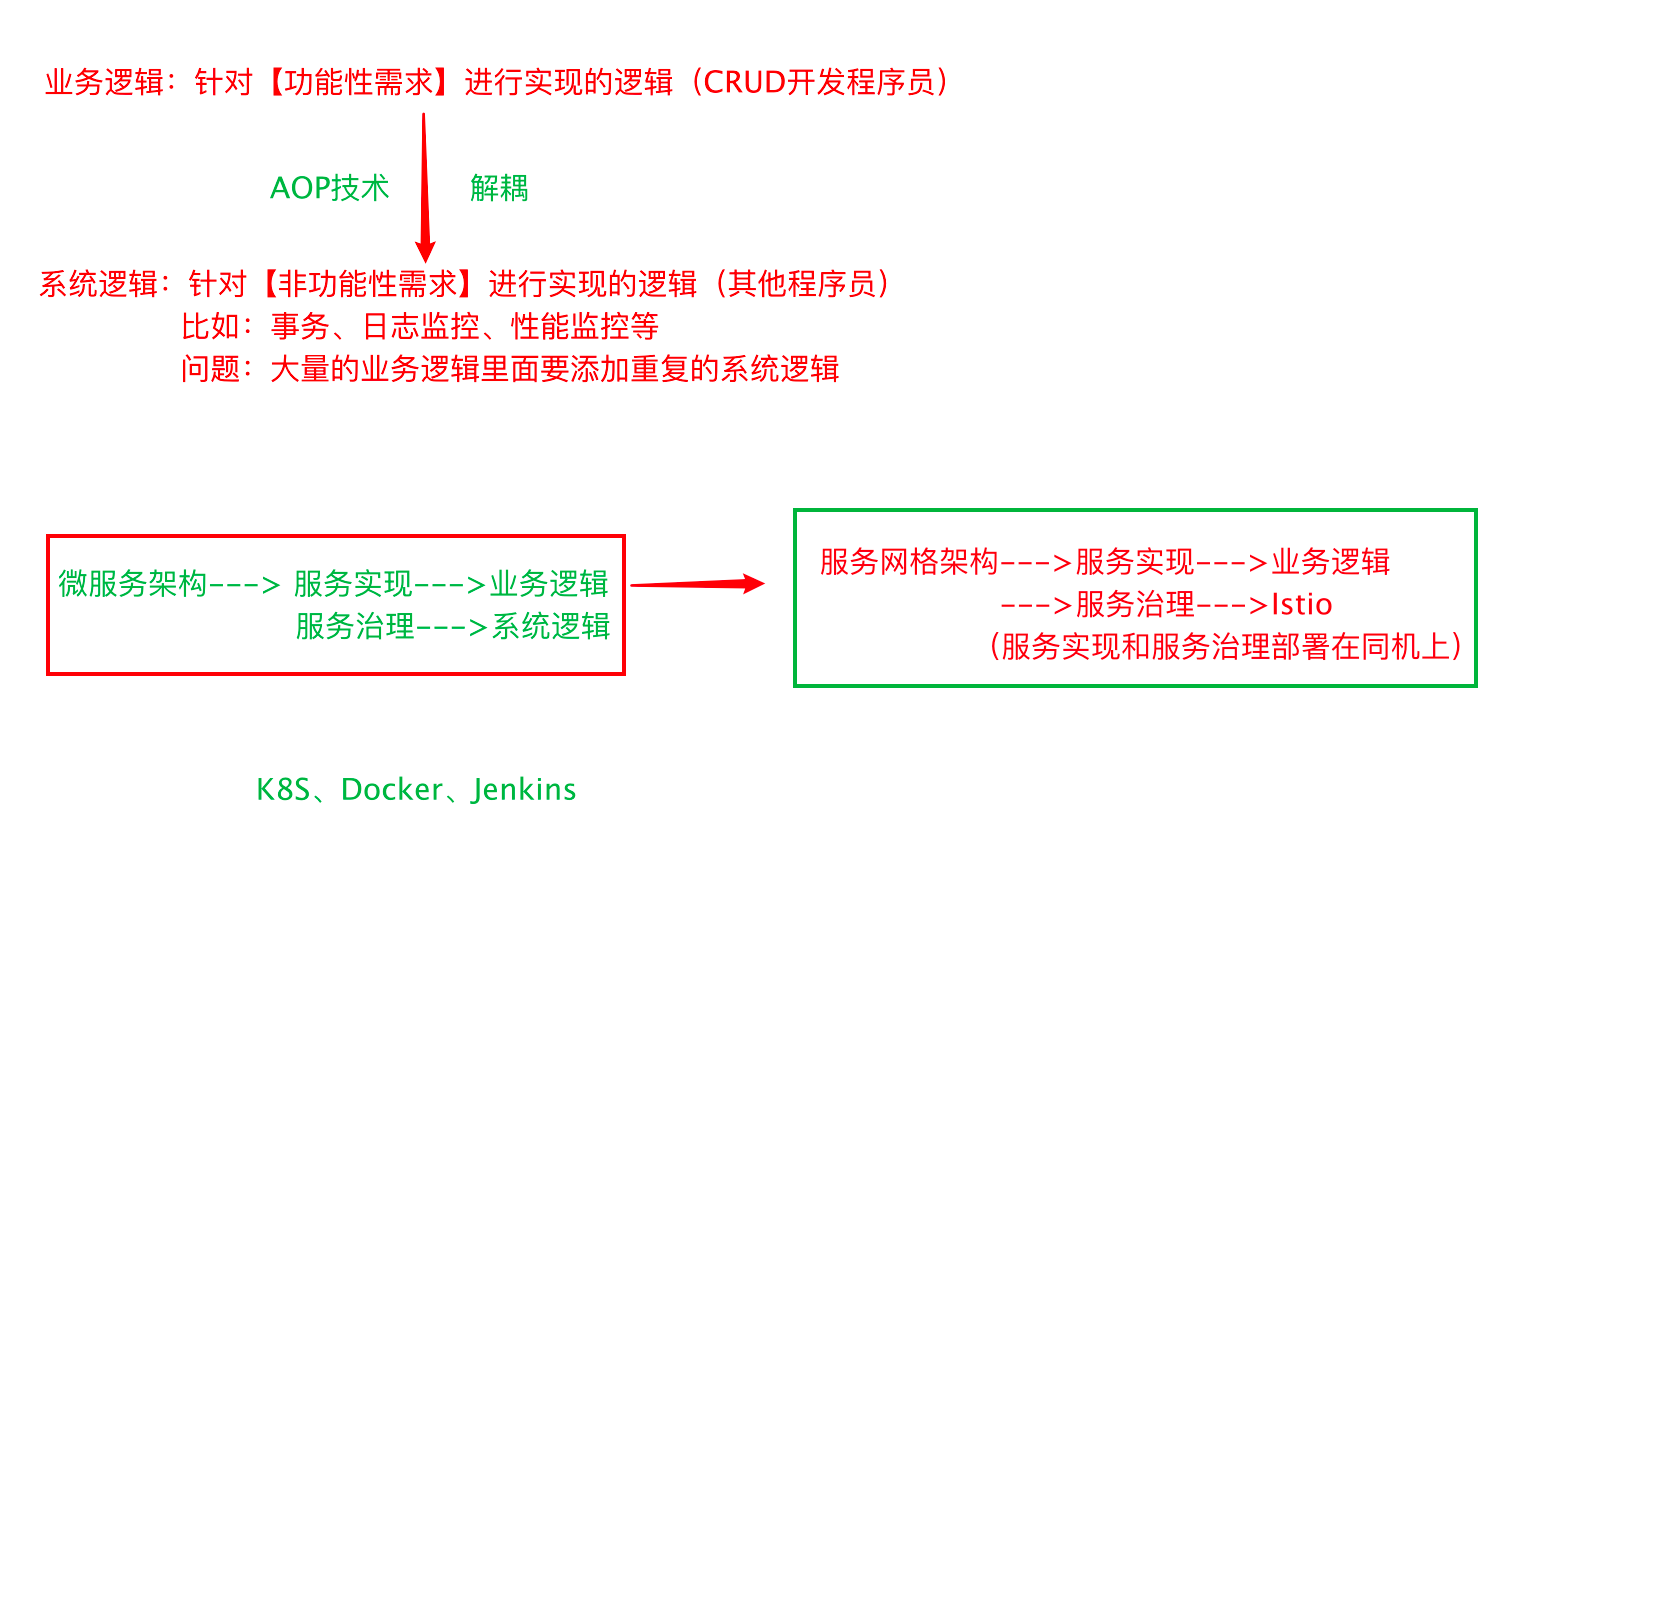 业务逻辑：针对【功能性需求】进行实现的逻辑（CRUD开发程序员）
AOP技术 解耦
系统逻辑：针对【非功能性需求】进行实现的逻辑（其他程序员）
比如：事务、日志监控、性能监控等
问题：大量的业务逻辑里面要添加重复的系统逻辑
微服务架构---> 服务实现--->业务逻辑
服务治理--->系统逻辑
服务网格架构--->服务实现--->业务逻辑
--->服务治理--->Istio
（服务实现和服务治理部署在同机上）
K8S、Docker、Jenkins